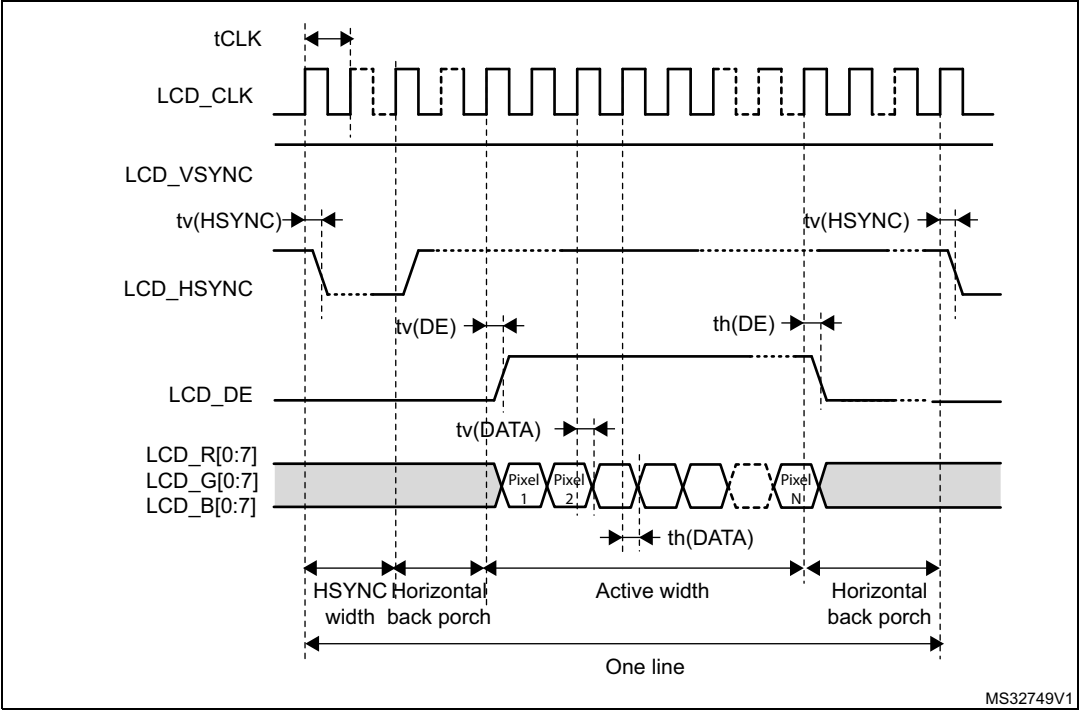 tCLK
LCD_CLK
LCD_VSYNC
tv(HSYNC)
tv(HSYNC)
LCD_HSYNC
tv(DE)
th(DE)
LCD_DE
tv(DATA)
LCD_R[0:7]
LCD_G[0:7]
LCD_B[0:7]
Pixel
1
Pixel
2
Pixel
N
th(DATA)
HSYNC
width
Horizontal
back porch
Active width
Horizontal
back porch
One line
MS32749V1